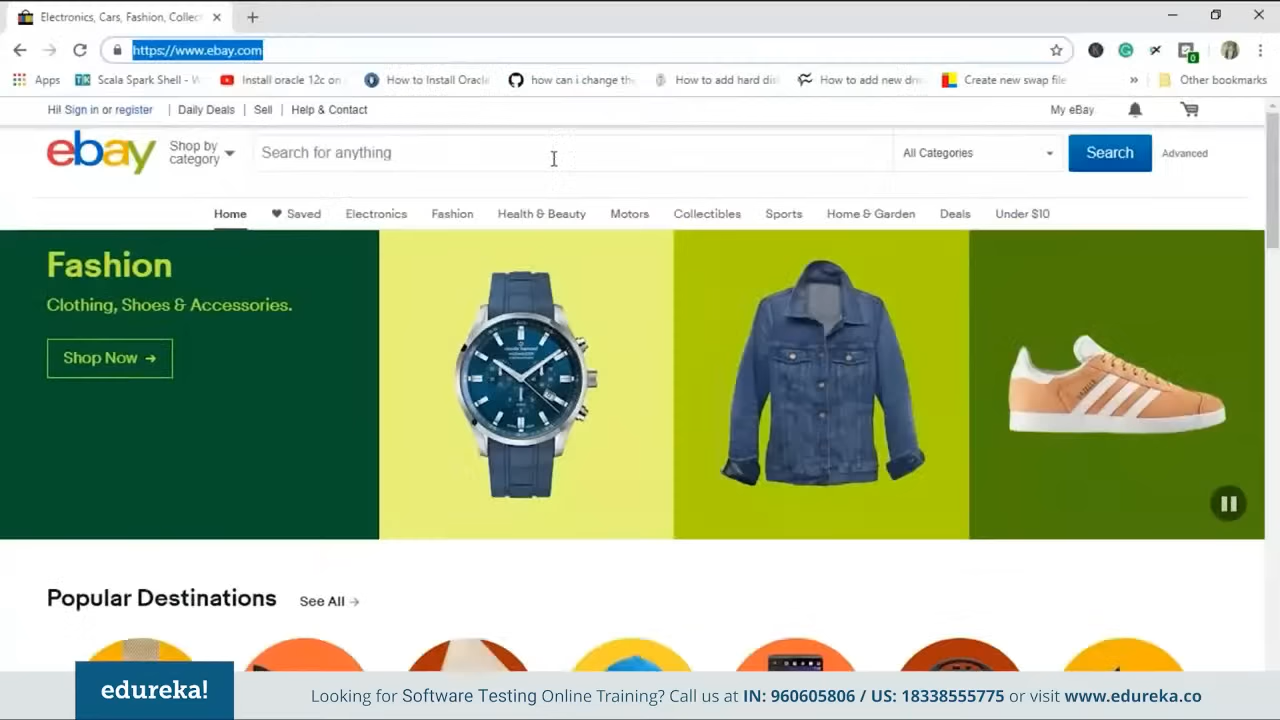 Electronics, Cars, Fashion, Collec
https://www.ebay.com
0
Apps
Scala Spark Shell - W
Install oracle 12c on
How to Install Oracle
how can i change the
How to add hard dis
How to add new dri
Create new swap file
»
Other bookmarks
Hi! Sign in or register | Daily Deals | Sell | Help & Contact
My eBay
ebay
Shop by
category
Search for anything
All Categories
Search
Advanced
Home
Saved
Electronics
Fashion
Health & Beauty
Motors
Collectibles
Sports
Home & Garden
Deals
Under $10
Fashion
Clothing, Shoes & Accessories.
Shop Now →
Popular Destinations
See All →
edureka!
Looking for Software Testing Online Training? Call us at IN: 960605806 / US: 18338555775 or visit www.edureka.co